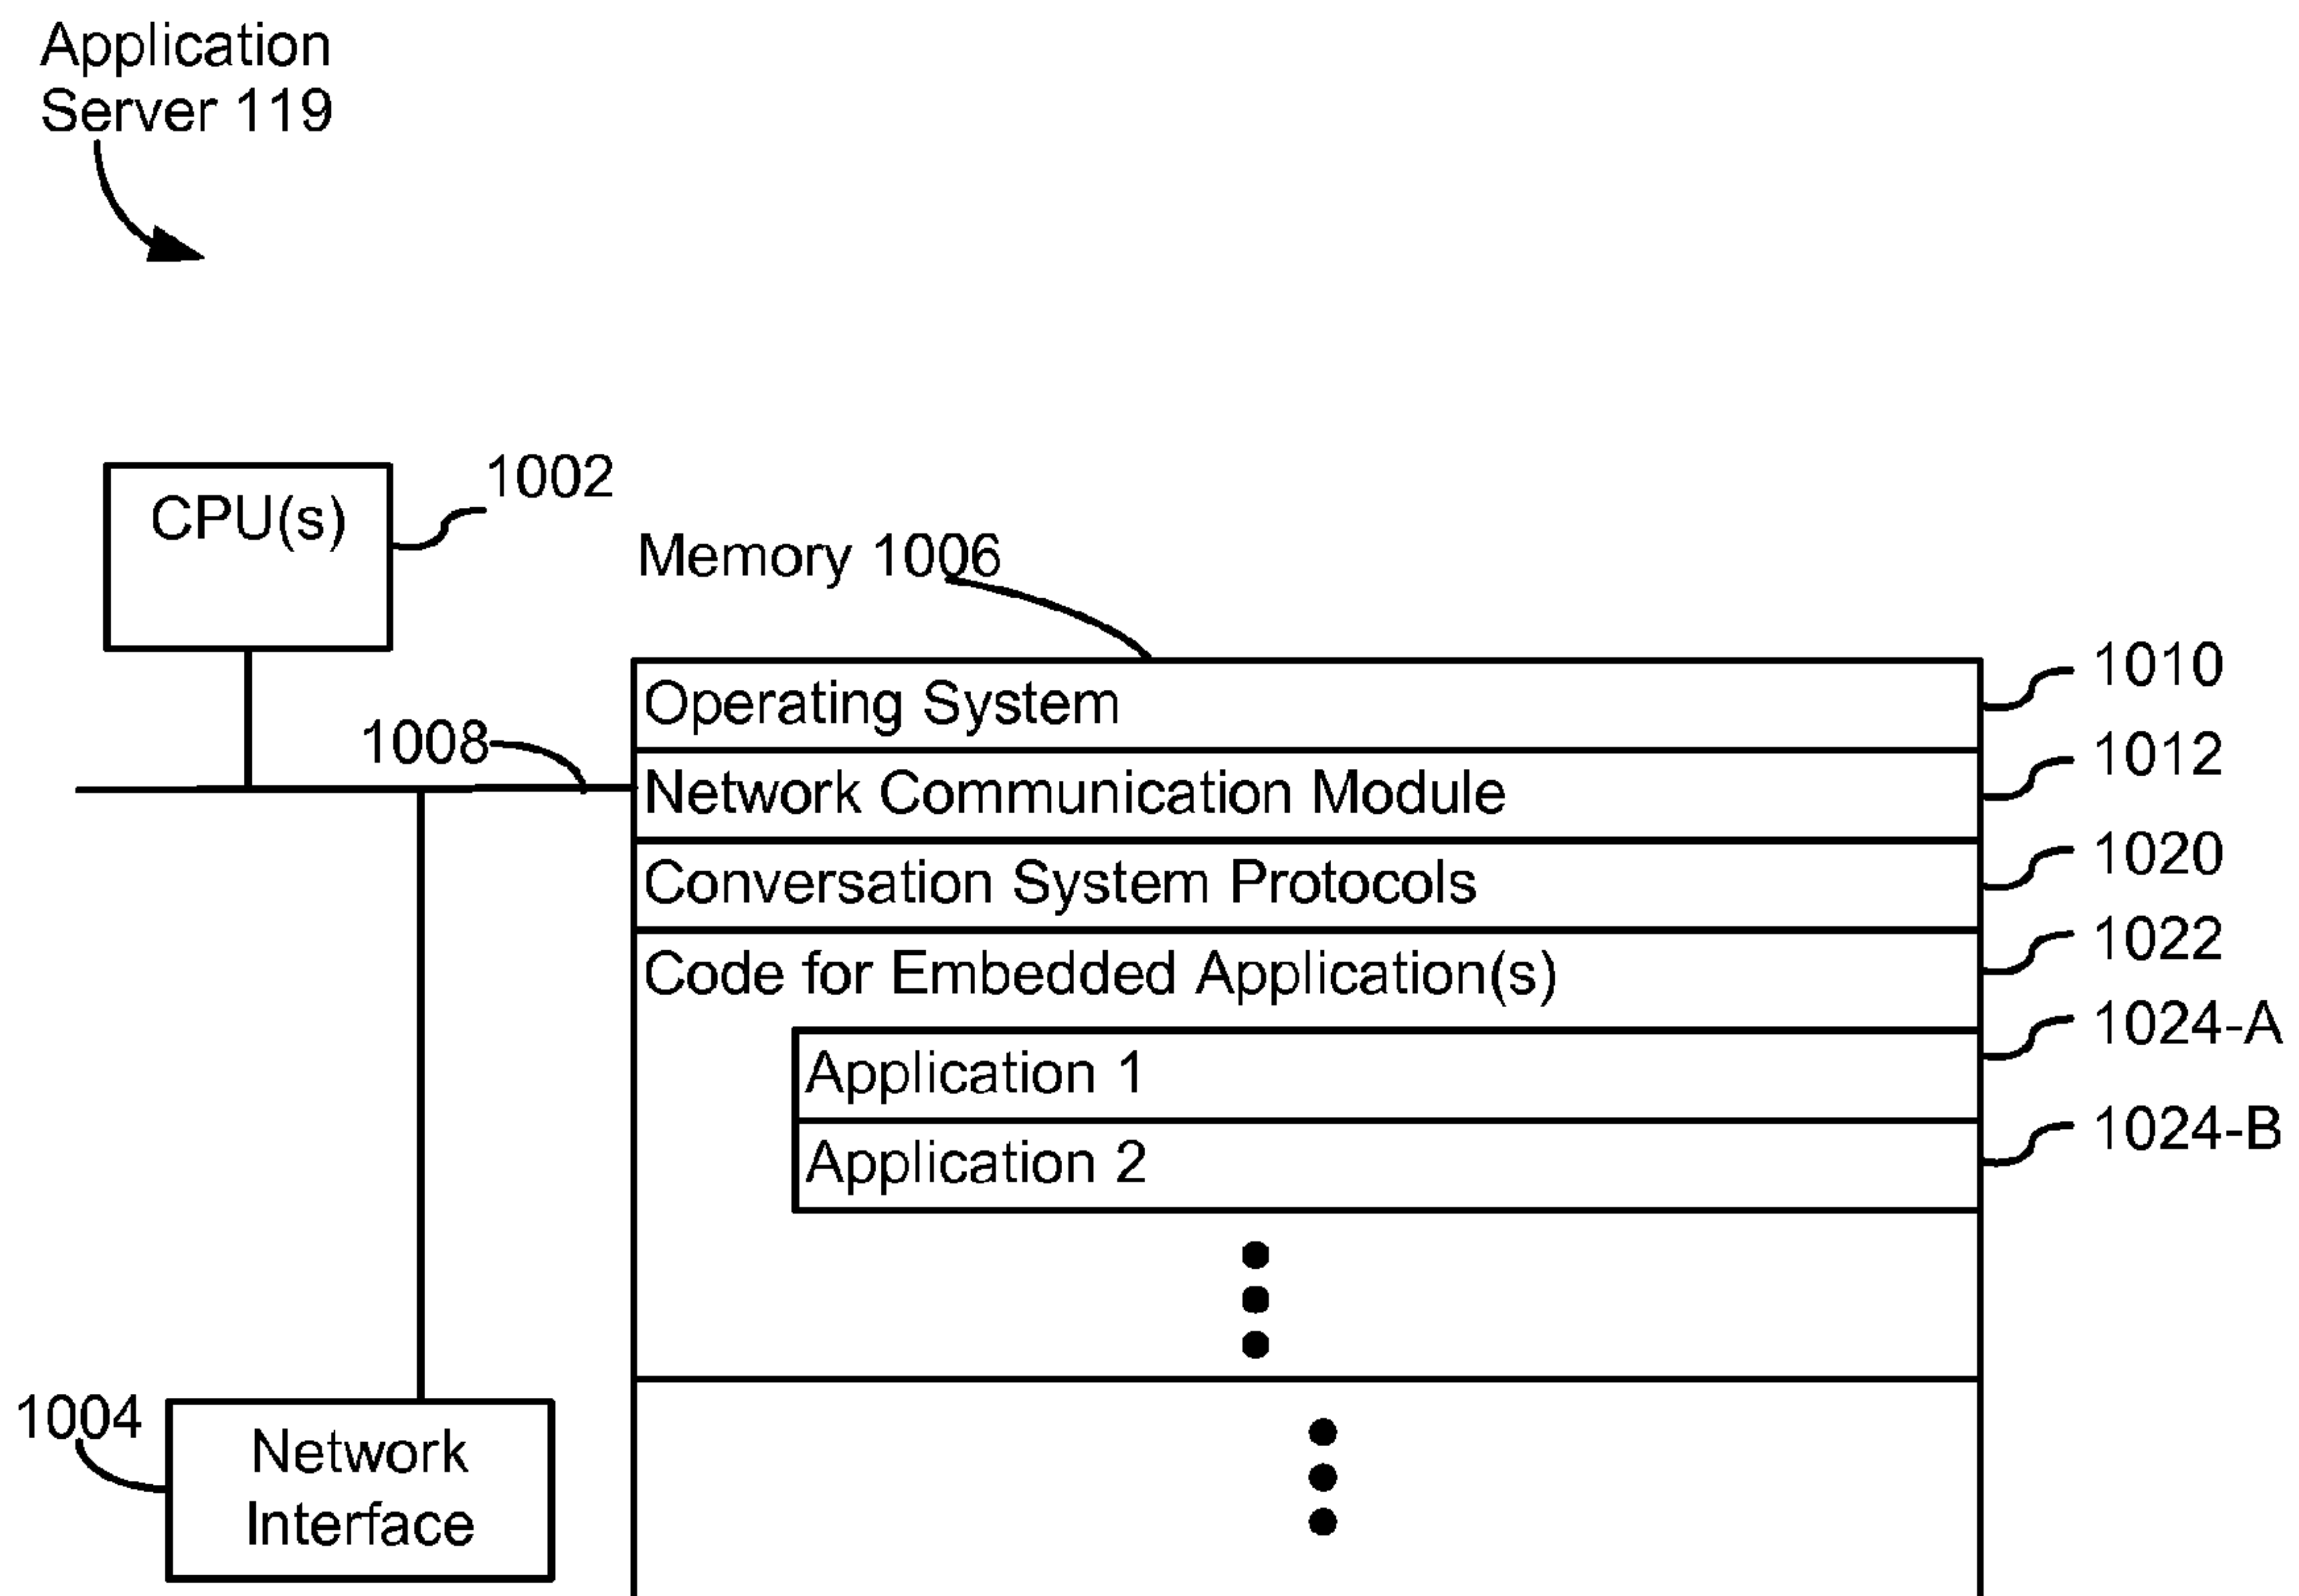 Application
Server 119
CPU(s)
1002
Memory 1006
1008
Operating System
1010
Network Communication Module
1012
Conversation System Protocols
1020
Code for Embedded Application(s)
1022
Application 1
1024-A
Application 2
1024-B
1004
Network
Interface